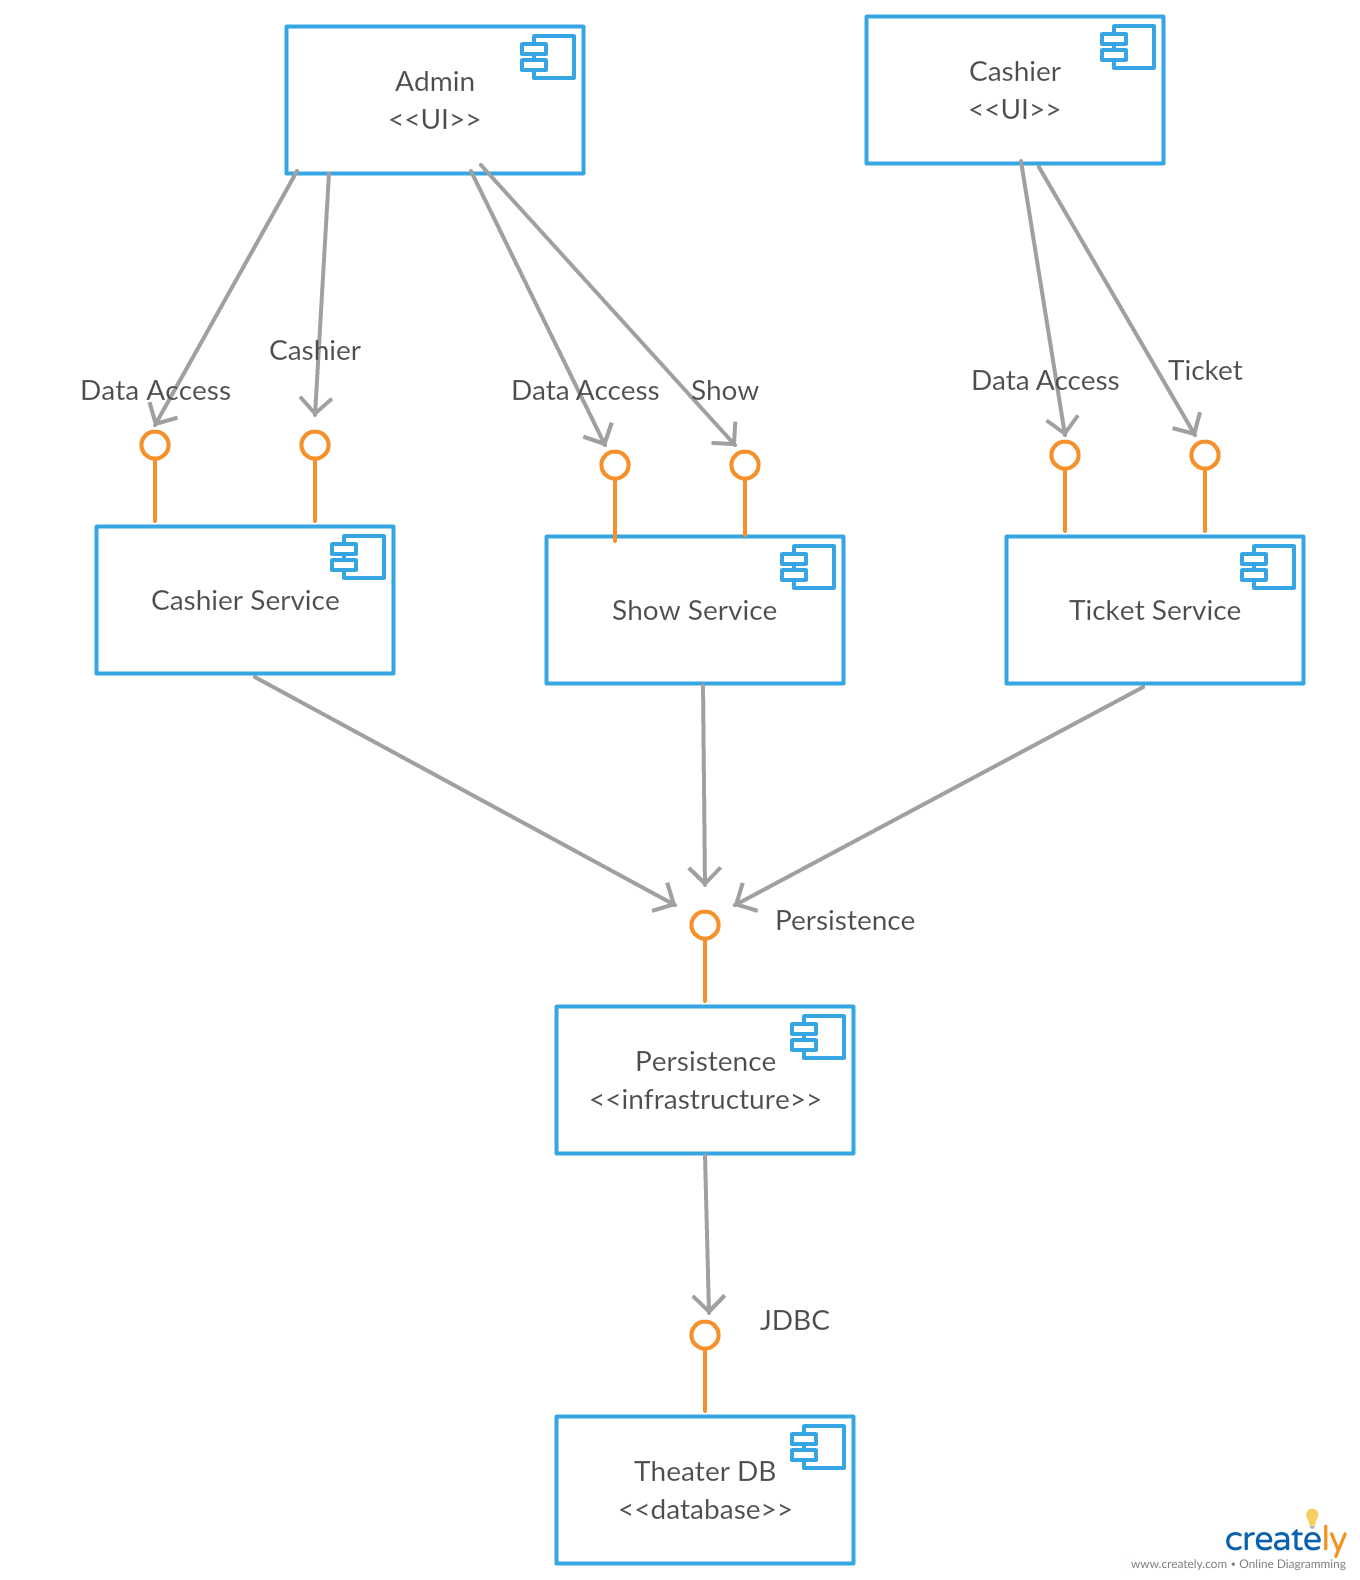 Admin
<<UI>>
Cashier
<<UI>>
Data Access
Cashier
Data Access
Show
Data Access
Ticket
Cashier Service
Show Service
Ticket Service
Persistence
Persistence
<<infrastructure>>
JDBC
Theater DB
<<database>>
creately
www.creately.com • Online Diagramming